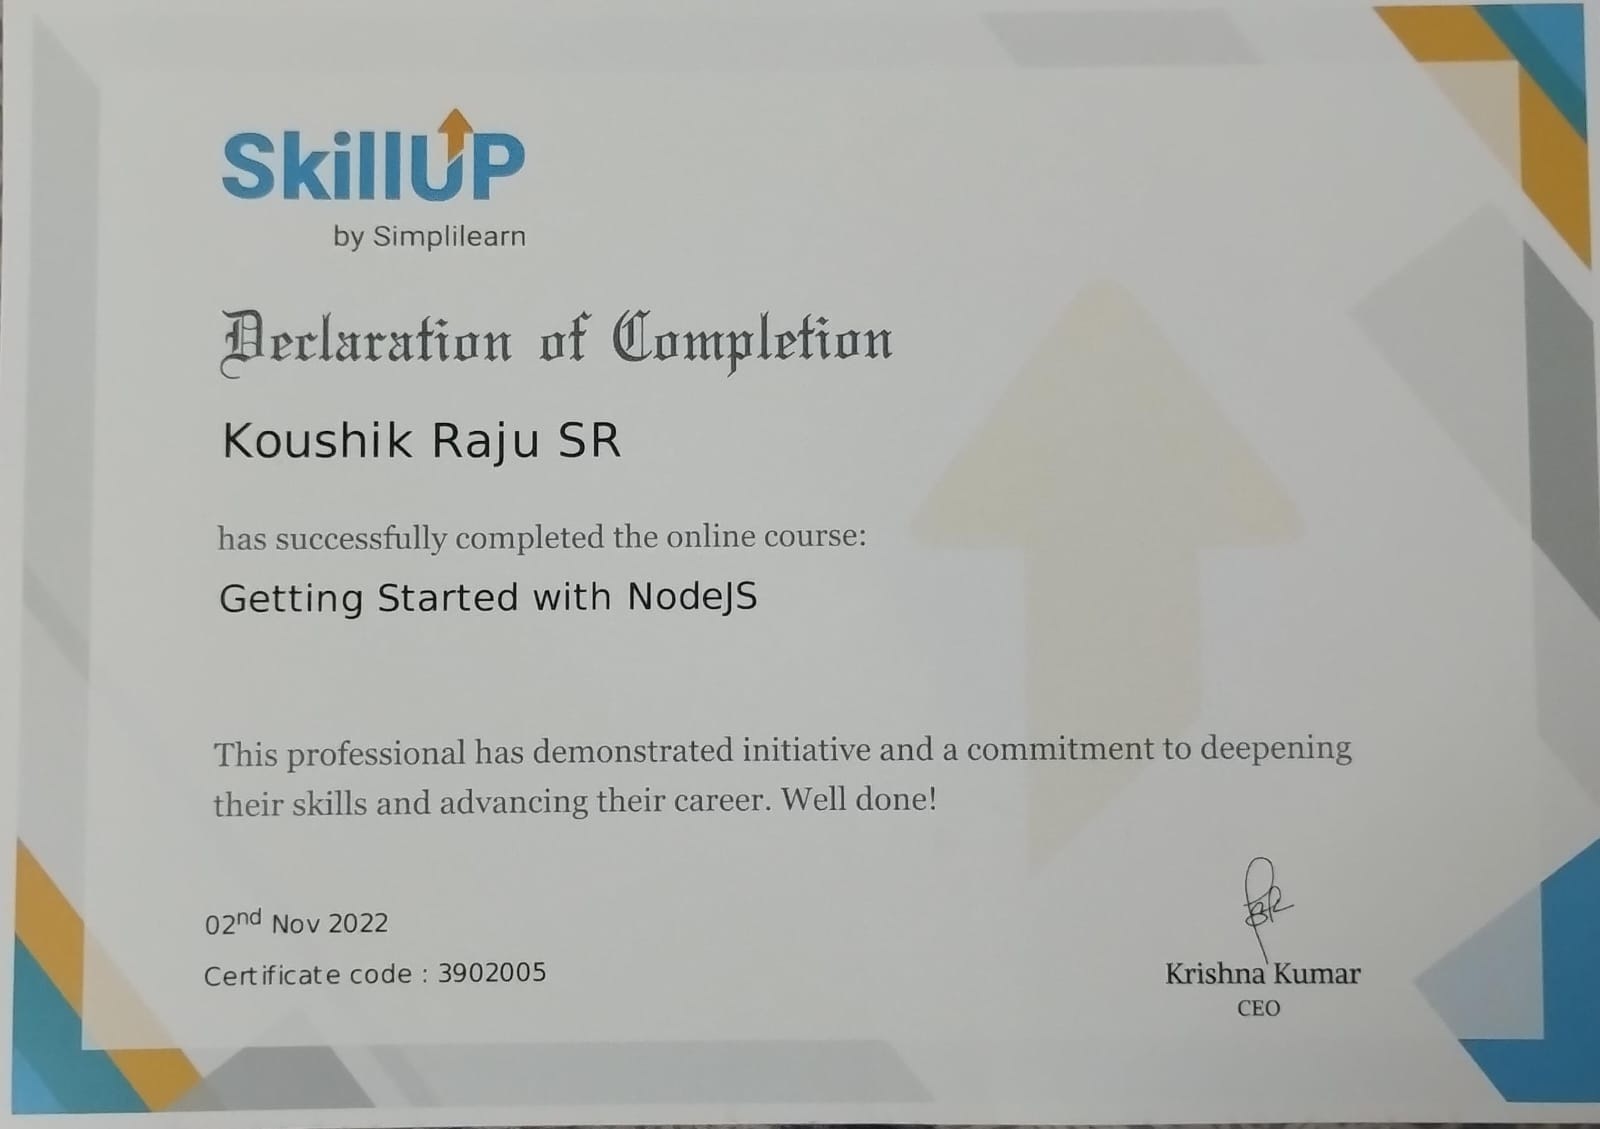 SkillUP
by Simplilearn
Declaration of Completion
Koushik Raju SR
has successfully completed the online course:
Getting Started with NodeJS
This professional has demonstrated initiative and a commitment to deepening
their skills and advancing their career. Well done!
02nd Nov 2022
Certificate code : 3902005
Krishna Kumar
CEO